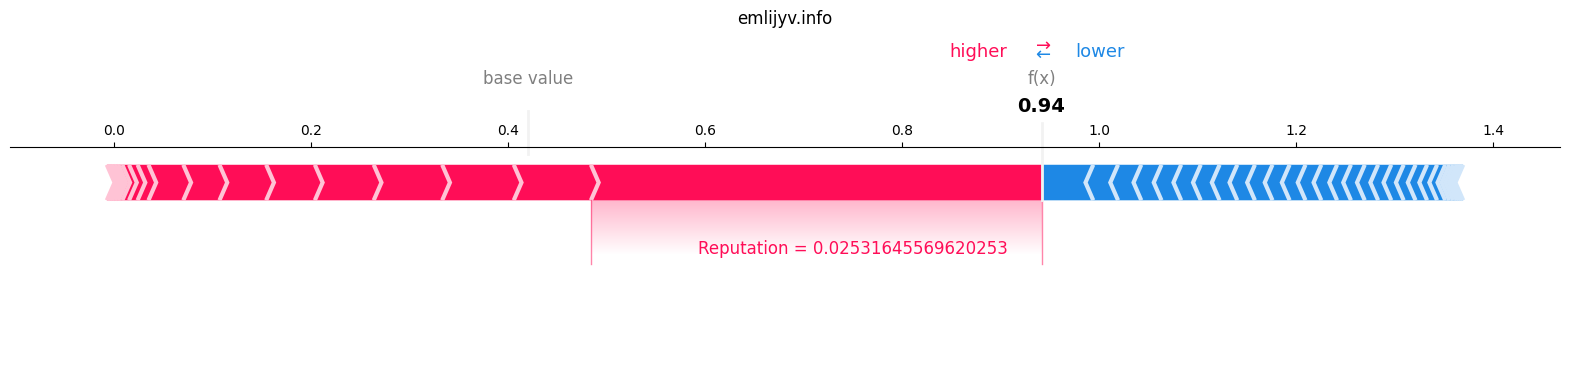 emlijyv.info
higher → lower
←
base value f(x)
0.94
0.0 0.2 0.4 0.6 0.8 1.0 1.2 1.4
Reputation = 0.02531645569620253